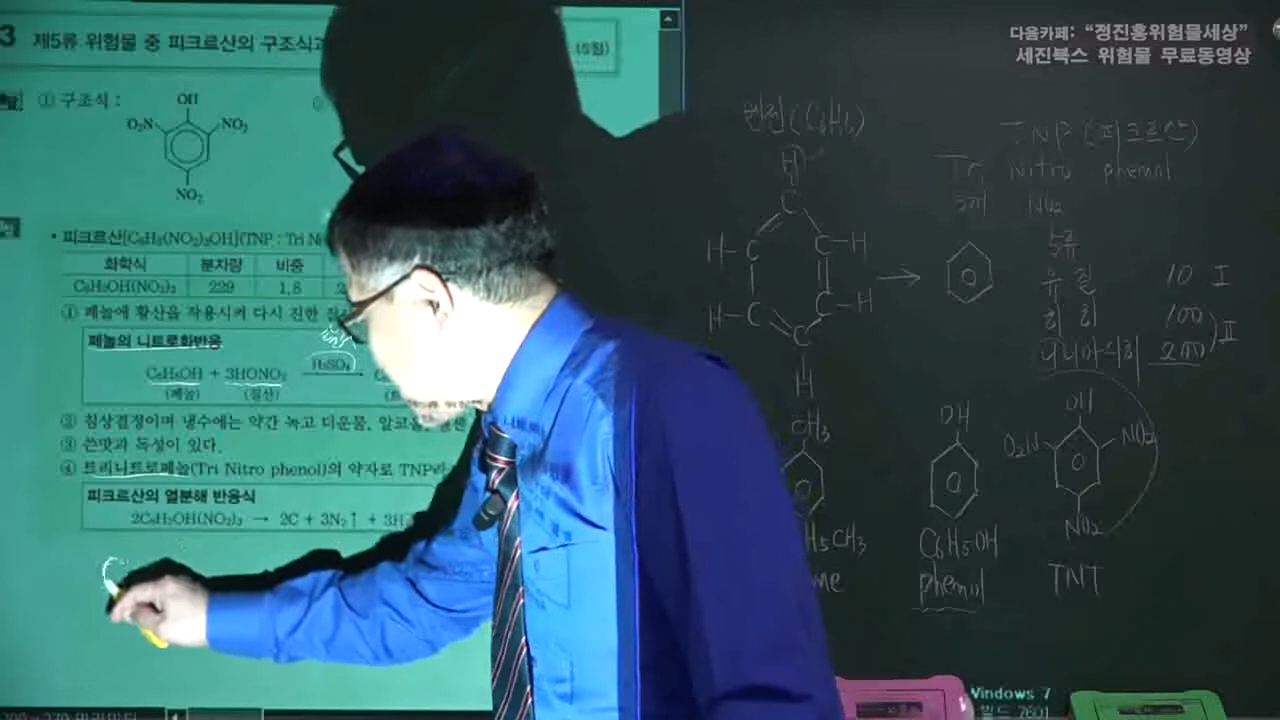 3 제5류 위험물 중 피크르산의 구조식과
(5월)
① 구조식 :
OH
O₂N
NO₂
NO₂
• 피크르산[C₆H₂(NO₂)₃OH](TNP : Tri Ni
화학식 분자량 비중
C₆H₂OH(NO₂)₃ 229 1.8 2
① 페놀에 황산을 작용시켜 다시 진한
페놀의 니트로화반응
C₆H₅OH + 3HONO₂ H₂SO₄
(페놀) (질산)
② 침상결정이며 냉수에는 약간 녹고 더운물, 알코올,
③ 쓴맛과 독성이 있다.
④ 트리니트로페놀(Tri Nitro phenol)의 약자로 TNP라
피크르산의 열분해 반응식
2C₆H₂OH(NO₂)₃ → 2C + 3N₂↑ + 3H
다음카페: “정진홍위험물세상”
세진북스 위험물 무료동영상
벤젠(C₆H₆)
H
C
H-C C-H
H-C C-H
C
H
→
TNP (피크르산)
Tri Nitro phenol
3개 NO₂
5류
유 질 10 I
히 히 100
니니아디히 200 II
CH₃
H₅CH₃
OH
C₆H₅OH
phenol
OH
O₂N NO₂
NO₂
TNT
Windows 7
빌드 7601